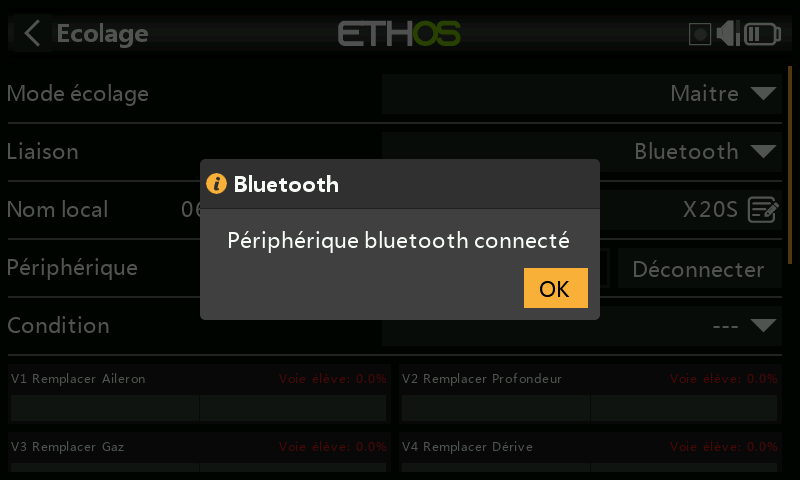 Ecolage
ETHOS
Mode écolage
Maitre
Liaison
Bluetooth
Nom local
X20S
Bluetooth
Périphérique bluetooth connecté
OK
Périphérique
Déconnecter
Condition
---
V1 Remplacer Aileron
Voie élève: 0.0%
V2 Remplacer Profondeur
Voie élève: 0.0%
V3 Remplacer Gaz
Voie élève: 0.0%
V4 Remplacer Dérive
Voie élève: 0.0%